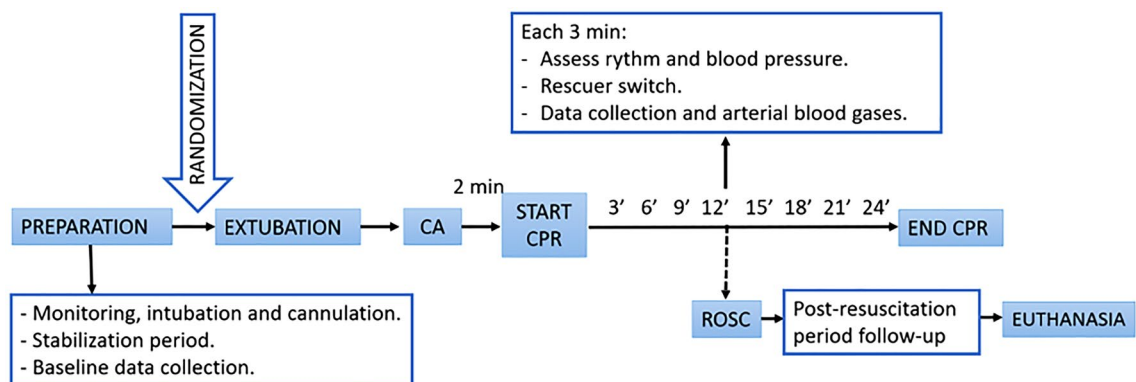 RANDOMIZATION
Each 3 min:
- Assess rythm and blood pressure.
- Rescuer switch.
- Data collection and arterial blood gases.
PREPARATION
EXTUBATION
CA
2 min
START
CPR
3’ 6’ 9’ 12’ 15’ 18’ 21’ 24’
END CPR
- Monitoring, intubation and cannulation.
- Stabilization period.
- Baseline data collection.
ROSC
Post-resuscitation
period follow-up
EUTHANASIA